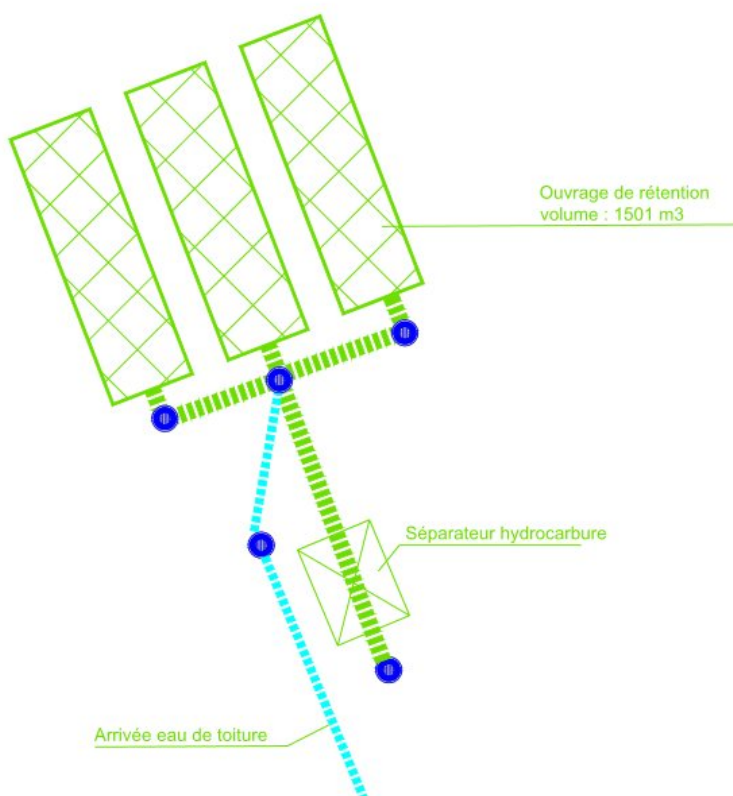 Ouvrage de rétention
volume : 1501 m3
Séparateur hydrocarbure
Arrivée eau de toiture